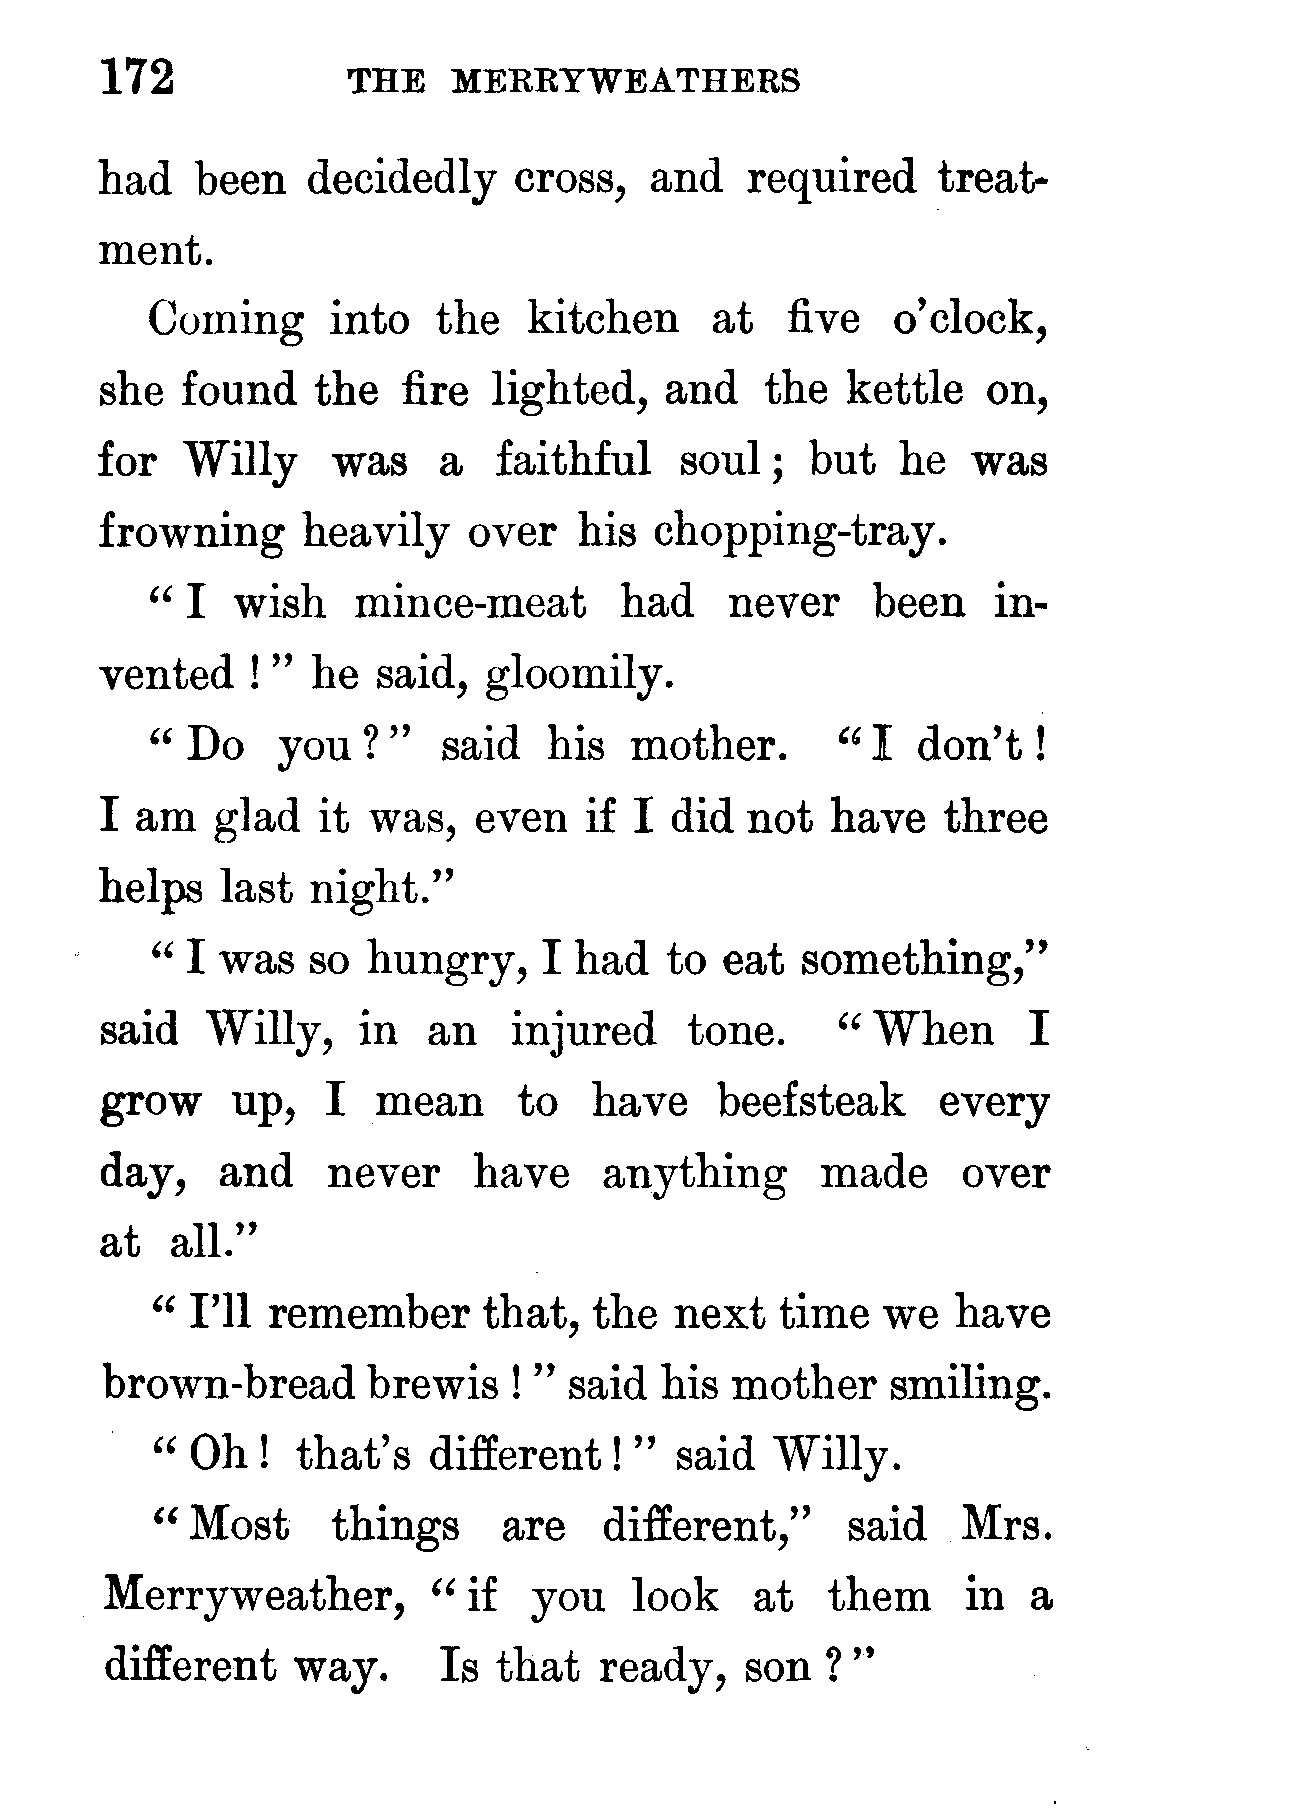 172 THE MERRYWEATHERS
had been decidedly cross, and required treat-
ment.
Coming into the kitchen at five o'clock,
she found the fire lighted, and the kettle on,
for Willy was a faithful soul; but he was
frowning heavily over his chopping-tray.
"I wish mince-meat had never been in-
vented!" he said, gloomily.
"Do you?" said his mother. "I don't!
I am glad it was, even if I did not have three
helps last night."
"I was so hungry, I had to eat something,"
said Willy, in an injured tone. "When I
grow up, I mean to have beefsteak every
day, and never have anything made over
at all."
"I'll remember that, the next time we have
brown-bread brewis!" said his mother smiling.
"Oh! that's different!" said Willy.
"Most things are different," said Mrs.
Merryweather, "if you look at them in a
different way. Is that ready, son?"